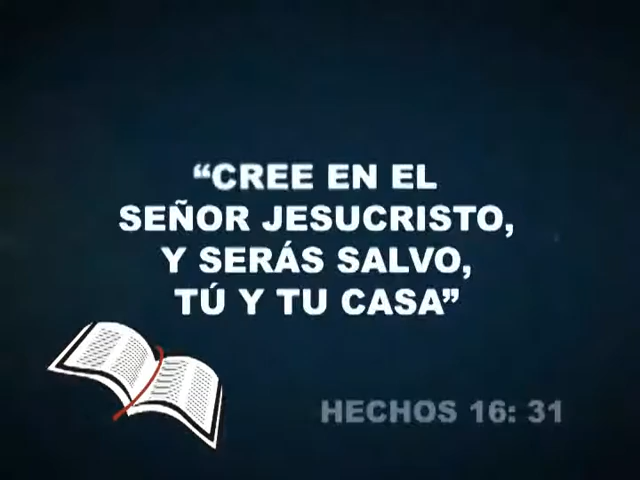 “CREE EN EL
SEÑOR JESUCRISTO,
Y SERÁS SALVO,
TÚ Y TU CASA”
HECHOS 16: 31